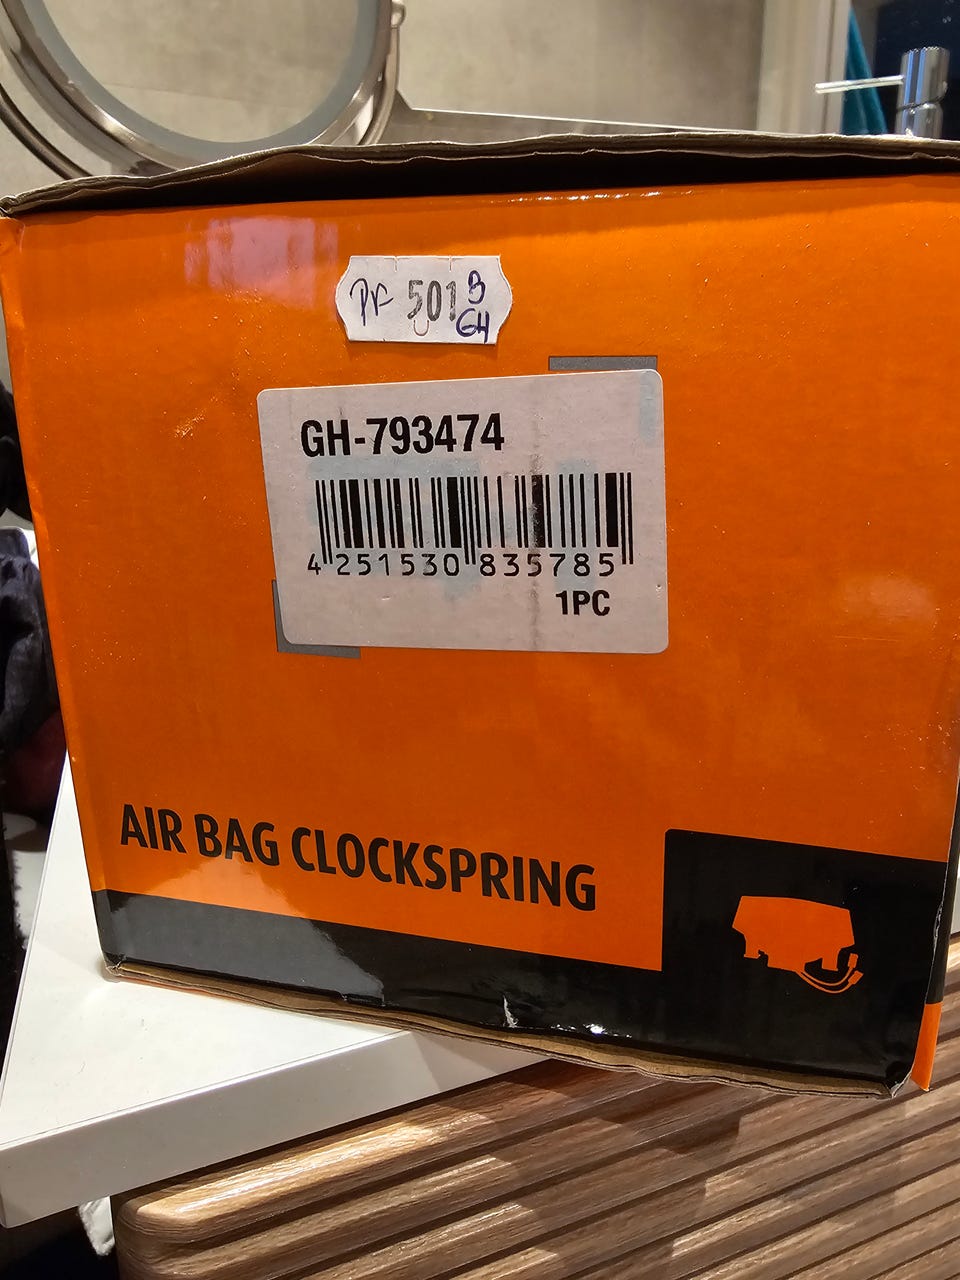 Pr 501 B
GH
GH-793474
4 251530 835785
1PC
AIR BAG CLOCKSPRING